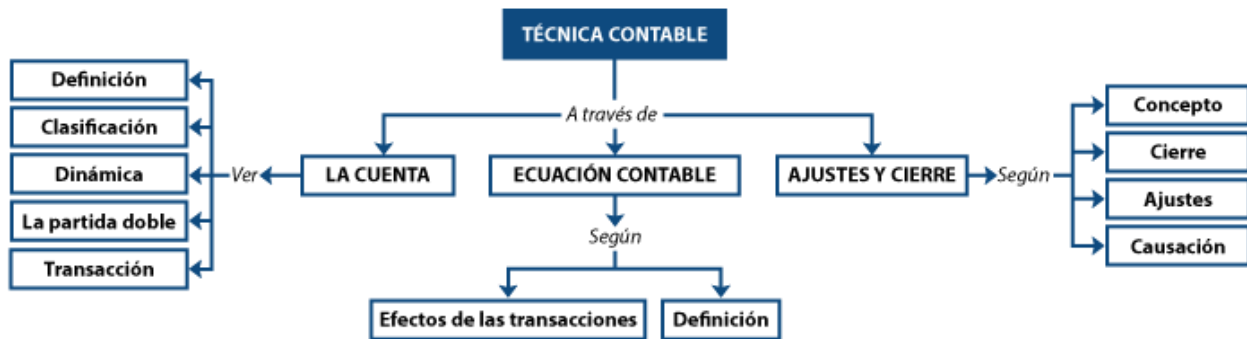 TÉCNICA CONTABLE
A través de
LA CUENTA
Ver
Definición
Clasificación
Dinámica
La partida doble
Transacción
ECUACIÓN CONTABLE
Según
Efectos de las transacciones
Definición
AJUSTES Y CIERRE
Según
Concepto
Cierre
Ajustes
Causación